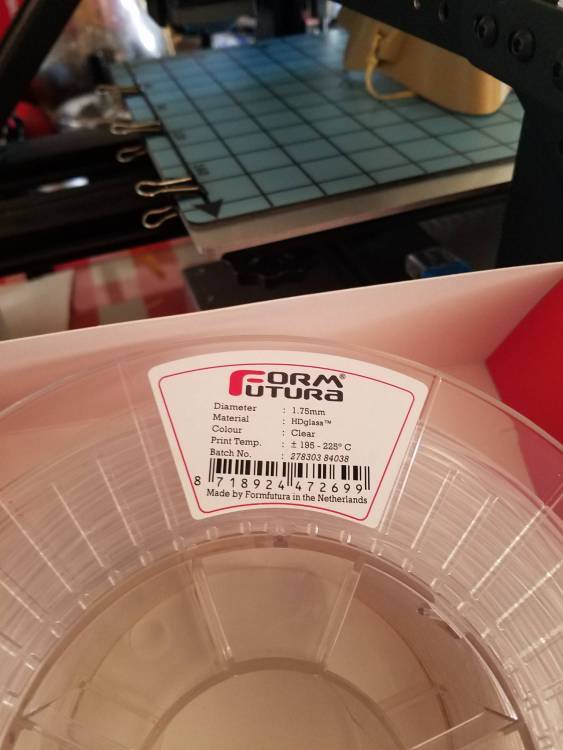 FORM
FUTURA®
Diameter : 1.75mm
Material : HDglass™
Colour : Clear
Print Temp. : ± 195 - 225° C
Batch No. : 278303 84038
8 718924 472699
Made by Formfutura in the Netherlands